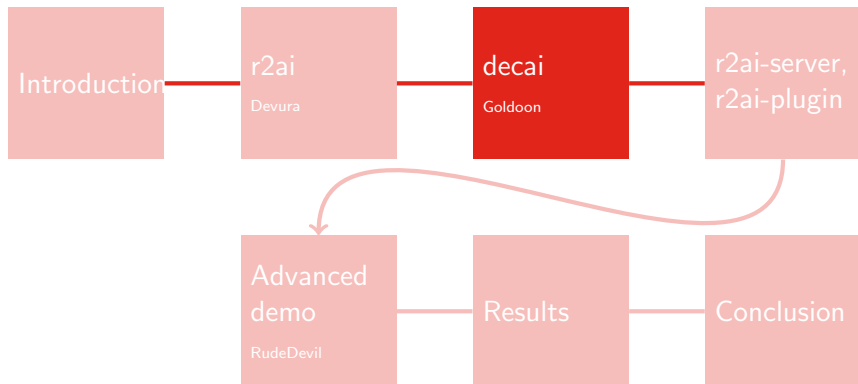 Introduction
r2ai
Devura
decai
Goldoon
r2ai-server,
r2ai-plugin
Advanced
demo
RudeDevil
Results
Conclusion